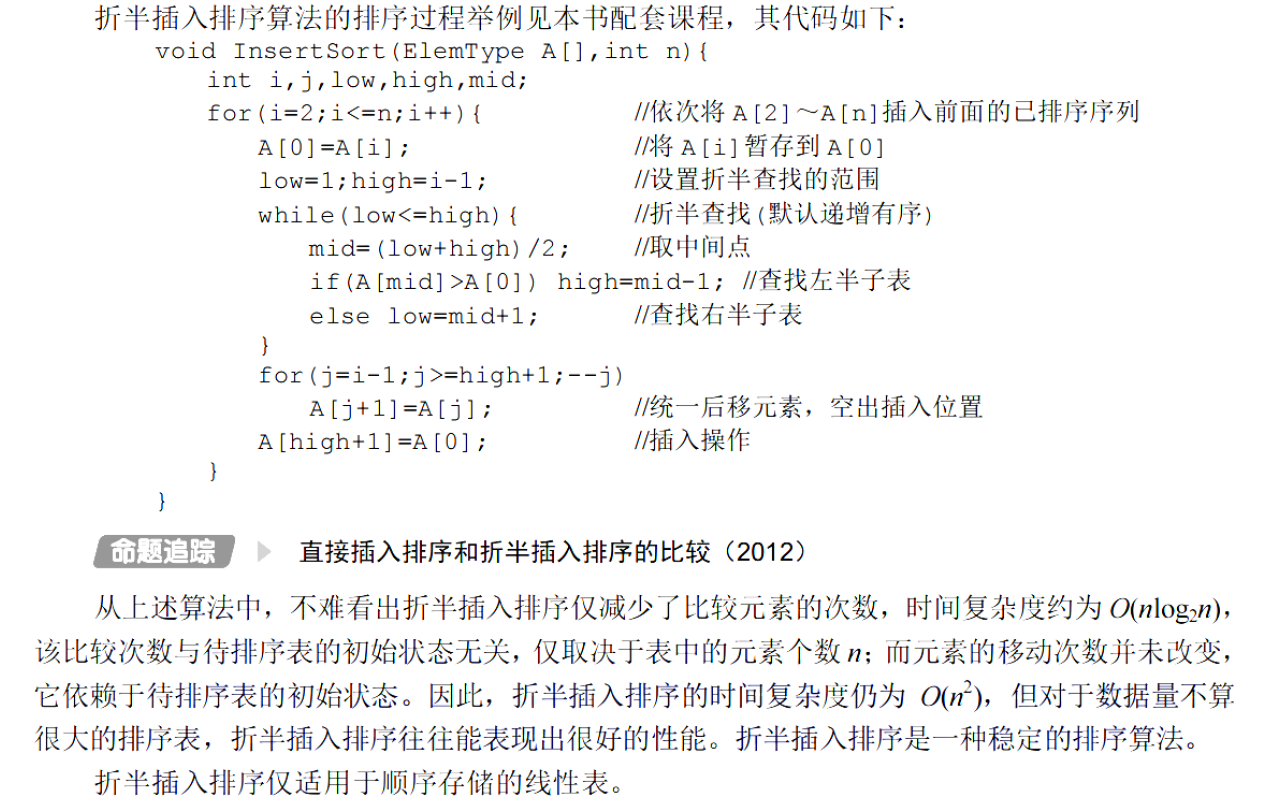 折半插入排序算法的排序过程举例见本书配套课程，其代码如下：
void InsertSort(ElemType A[],int n){
int i,j,low,high,mid;
for(i=2;i<=n;i++){ //依次将 A[2]～A[n]插入前面的已排序序列
A[0]=A[i]; //将 A[i]暂存到 A[0]
low=1;high=i-1; //设置折半查找的范围
while(low<=high){ //折半查找(默认递增有序)
mid=(low+high)/2; //取中间点
if(A[mid]>A[0]) high=mid-1; //查找左半子表
else low=mid+1; //查找右半子表
}
for(j=i-1;j>=high+1;--j)
A[j+1]=A[j]; //统一后移元素，空出插入位置
A[high+1]=A[0]; //插入操作
}
}
命题追踪 直接插入排序和折半插入排序的比较（2012）
从上述算法中，不难看出折半插入排序仅减少了比较元素的次数，时间复杂度约为 O(nlog₂n)，
该比较次数与待排序表的初始状态无关，仅取决于表中的元素个数 n；而元素的移动次数并未改变，
它依赖于待排序表的初始状态。因此，折半插入排序的时间复杂度仍为 O(n²)，但对于数据量不算
很大的排序表，折半插入排序往往能表现出很好的性能。折半插入排序是一种稳定的排序算法。
折半插入排序仅适用于顺序存储的线性表。